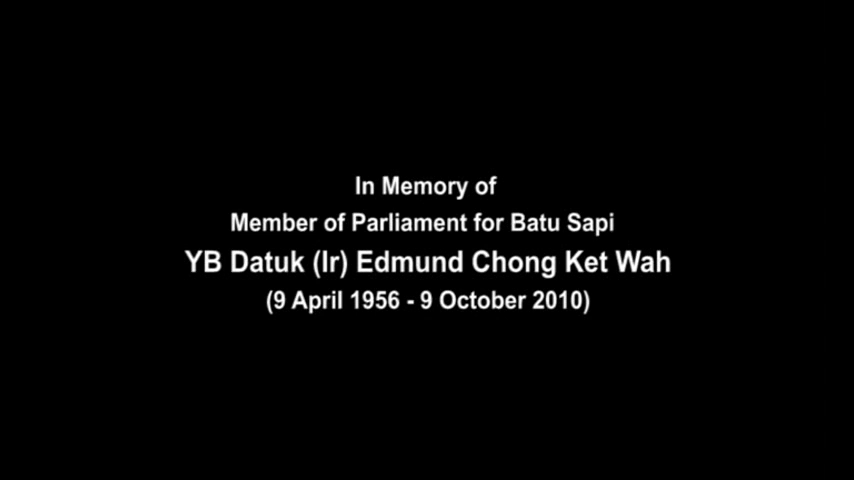 In Memory of
Member of Parliament for Batu Sapi
YB Datuk (Ir) Edmund Chong Ket Wah
(9 April 1956 - 9 October 2010)